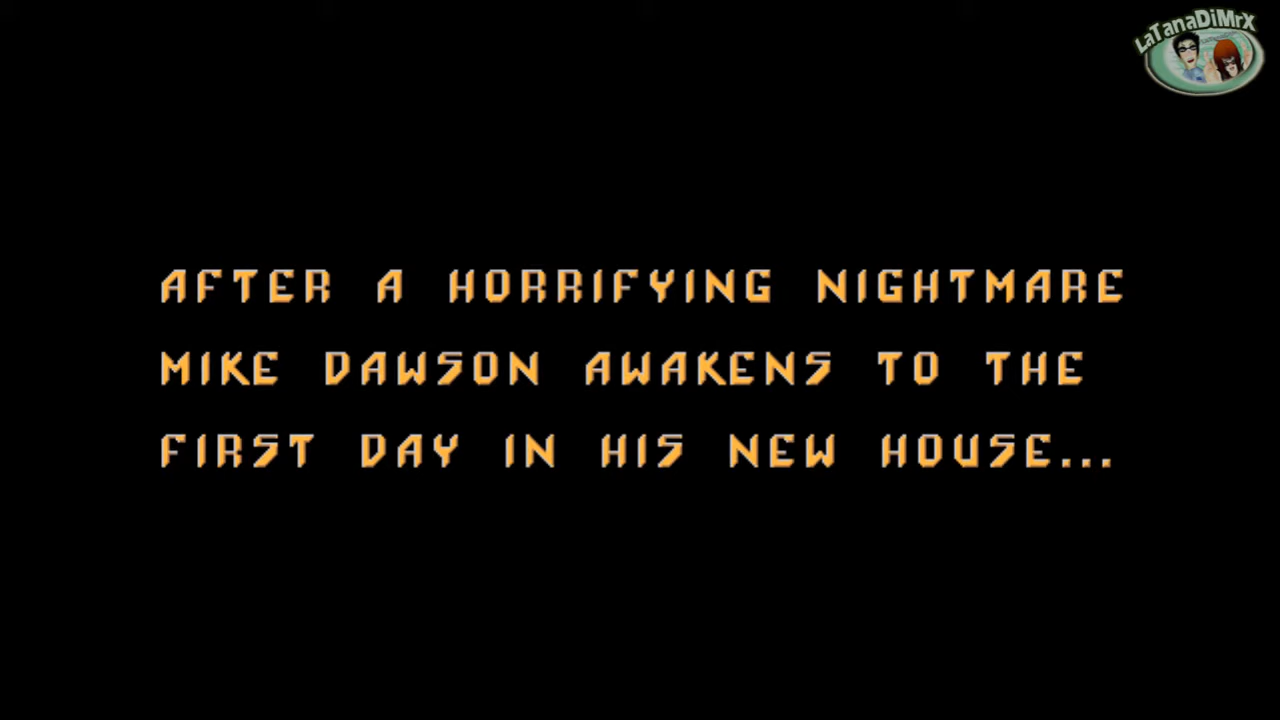 LaTanaDiMrX
AFTER A HORRIFYING NIGHTMARE
MIKE DAWSON AWAKENS TO THE
FIRST DAY IN HIS NEW HOUSE...